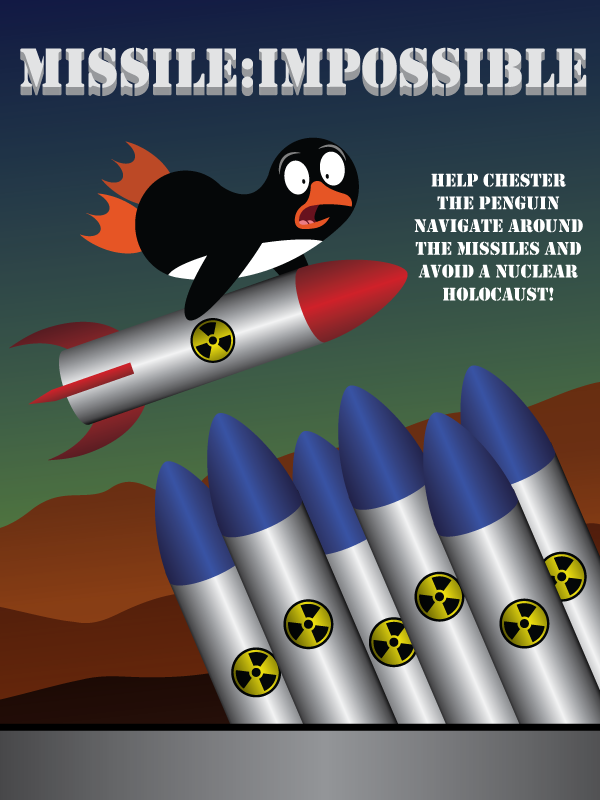 MISSILE:IMPOSSIBLE
HELP CHESTER
THE PENGUIN
NAVIGATE AROUND
THE MISSILES AND
AVOID A NUCLEAR
HOLOCAUST!